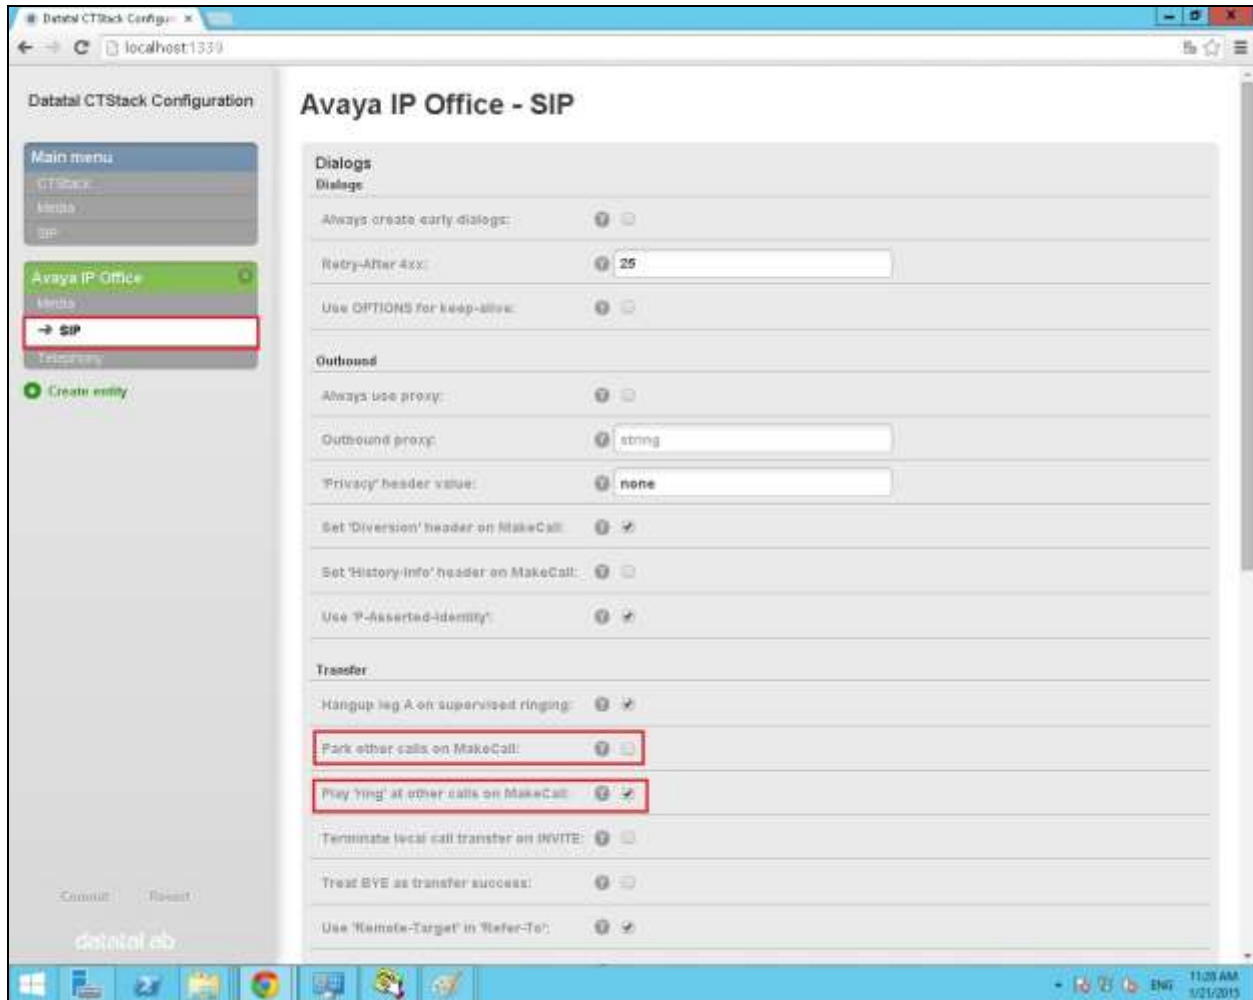 Datatal CTStack Configur
localhost:1339
Datatal CTStack Configuration
Main menu
CTStack
Media
SIP
Avaya IP Office
Media
SIP
Telephony
Create entity
Commit Revert
datatal ab
Avaya IP Office - SIP
Dialogs
Dialogs
Always create early dialogs:
Retry-After 4xx: 25
Use OPTIONS for keep-alive:
Outbound
Always use proxy:
Outbound proxy: string
'Privacy' header value: none
Set 'Diversion' header on MakeCall:
Set 'History-Info' header on MakeCall:
Use 'P-Asserted-Identity':
Transfer
Hangup leg A on supervised ringing:
Park other calls on MakeCall:
Play 'ring' at other calls on MakeCall:
Terminate local call transfer on INVITE:
Treat BYE as transfer success:
Use 'Remote-Target' in 'Refer-To':
ENG
11:28 AM
1/21/2015